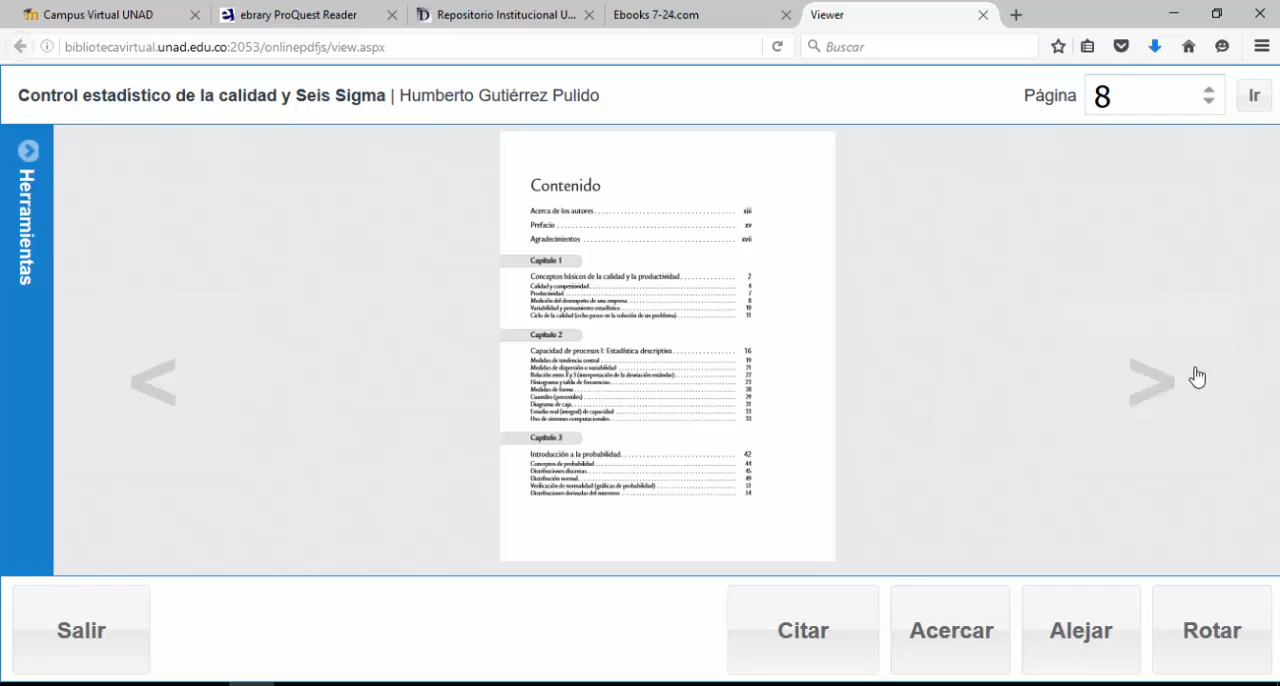 Campus Virtual UNAD
ebrary ProQuest Reader
Repositorio Institucional U...
Ebooks 7-24.com
Viewer
bibliotecavirtual.unad.edu.co:2053/onlinepdfjs/view.aspx
Buscar
Control estadístico de la calidad y Seis Sigma | Humberto Gutiérrez Pulido
Página 8 Ir
Herramientas
Contenido
Acerca de los autores xiii
Prefacio xv
Agradecimientos xvii
Capítulo 1
Conceptos básicos de la calidad y la productividad 2
Calidad y competitividad 4
Productividad 7
Medición del desempeño de una empresa 8
Variabilidad y pensamiento estadístico 10
Ciclo de la calidad (ocho pasos en la solución de un problema) 11
Capítulo 2
Capacidad de procesos I: Estadística descriptiva 16
Medidas de tendencia central 19
Medidas de dispersión o variabilidad 21
Relación entre X y S (interpretación de la desviación estándar) 22
Histograma y tabla de frecuencias 23
Medidas de forma 28
Cuantiles (percentiles) 29
Diagrama de caja 31
Estudio real (integral) de capacidad 33
Uso de sistemas computacionales 33
Capítulo 3
Introducción a la probabilidad 42
Conceptos de probabilidad 44
Distribuciones discretas 45
Distribución normal 49
Verificación de normalidad (gráficas de probabilidad) 51
Distribuciones derivadas del muestreo 54
<
>
Salir
Citar
Acercar
Alejar
Rotar